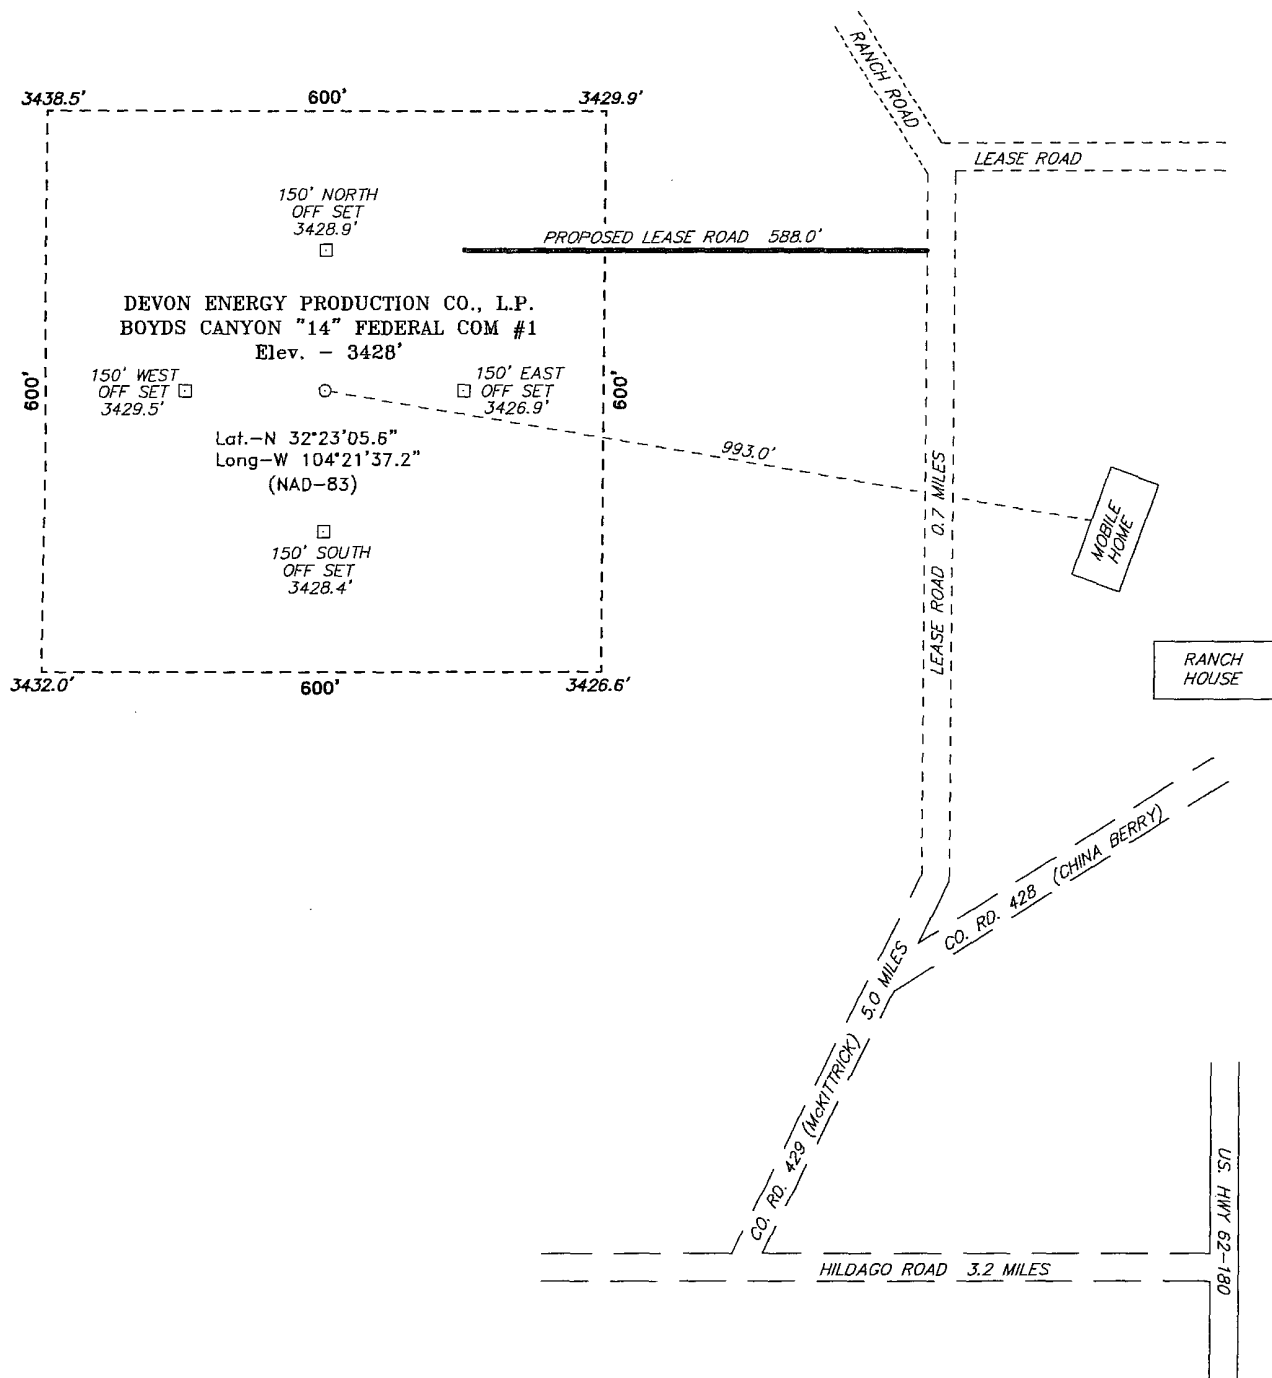 RANCH ROAD
3438.5'
600'
3429.9'
LEASE ROAD
150' NORTH
OFF SET
3428.9'
PROPOSED LEASE ROAD 588.0'
DEVON ENERGY PRODUCTION CO., L.P.
BOYDS CANYON "14" FEDERAL COM #1
Elev. - 3428'
600'
150' WEST
OFF SET
3429.5'
150' EAST
OFF SET
3426.9'
600'
Lat.-N 32°23'05.6"
Long-W 104°21'37.2"
(NAD-83)
993.0'
LEASE ROAD 0.7 MILES
MOBILE
HOME
150' SOUTH
OFF SET
3428.4'
RANCH
HOUSE
3432.0'
600'
3426.6'
CO. RD. 428 (CHINA BERRY)
CO. RD. 429 (McKITTRICK) 5.0 MILES
US. HWY 62-180
HILDAGO ROAD 3.2 MILES